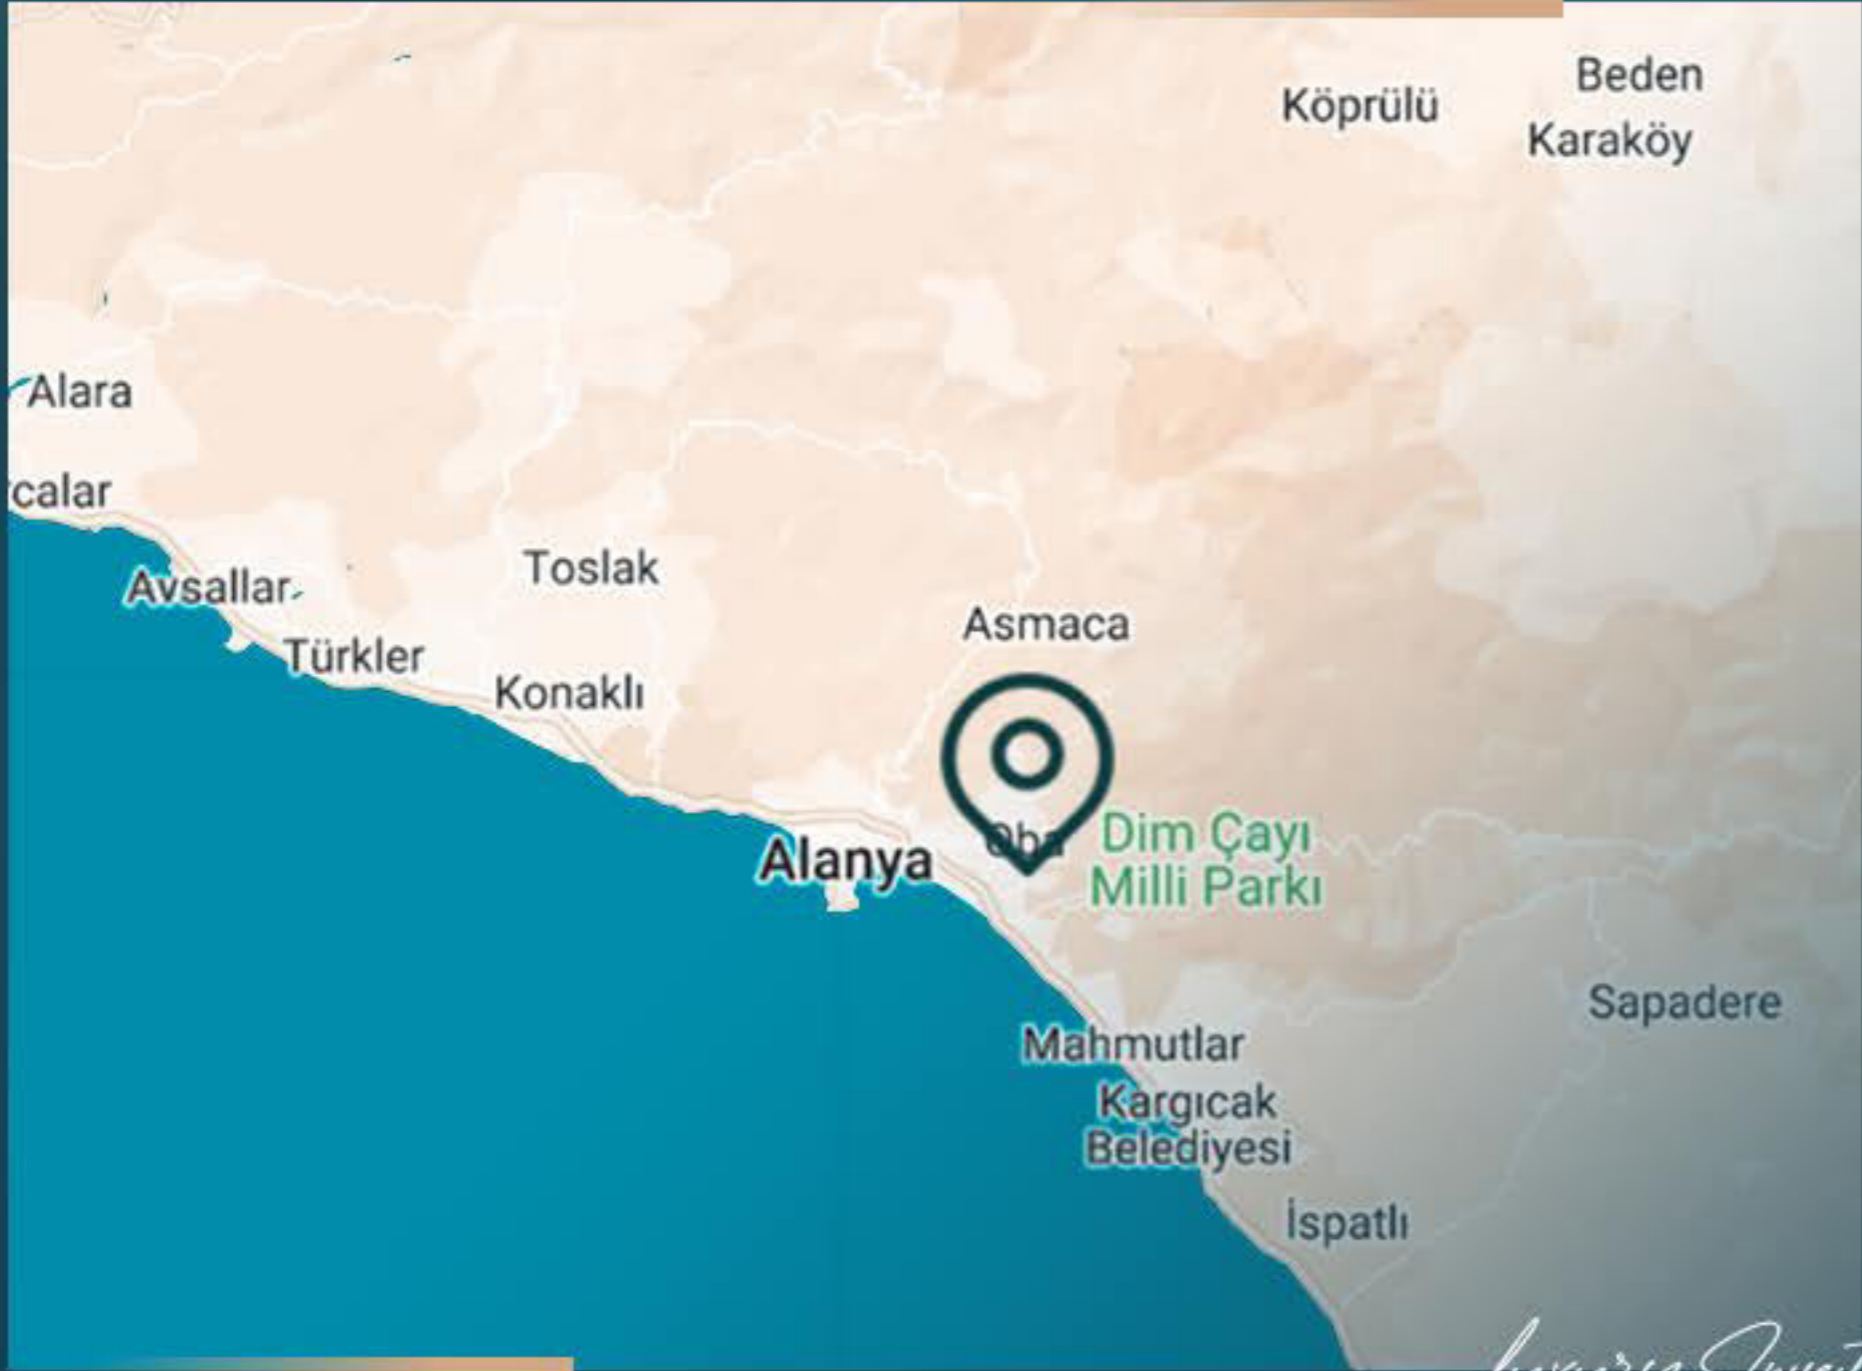 Beden
Köprülü
Karaköy
Alara
calar
Toslak
Avsallar
Asmaca
Türkler
Konaklı
Oba
Dim Çayı
Milli Parkı
Alanya
Sapadere
Mahmutlar
Kargıcak
Belediyesi
İspatlı